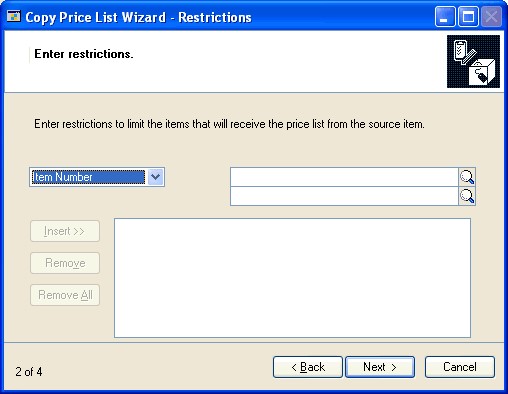 Copy Price List Wizard - Restrictions
Enter restrictions.
Enter restrictions to limit the items that will receive the price list from the source item.
Item Number
Insert >>
Remove
Remove All
2 of 4
< Back
Next >
Cancel